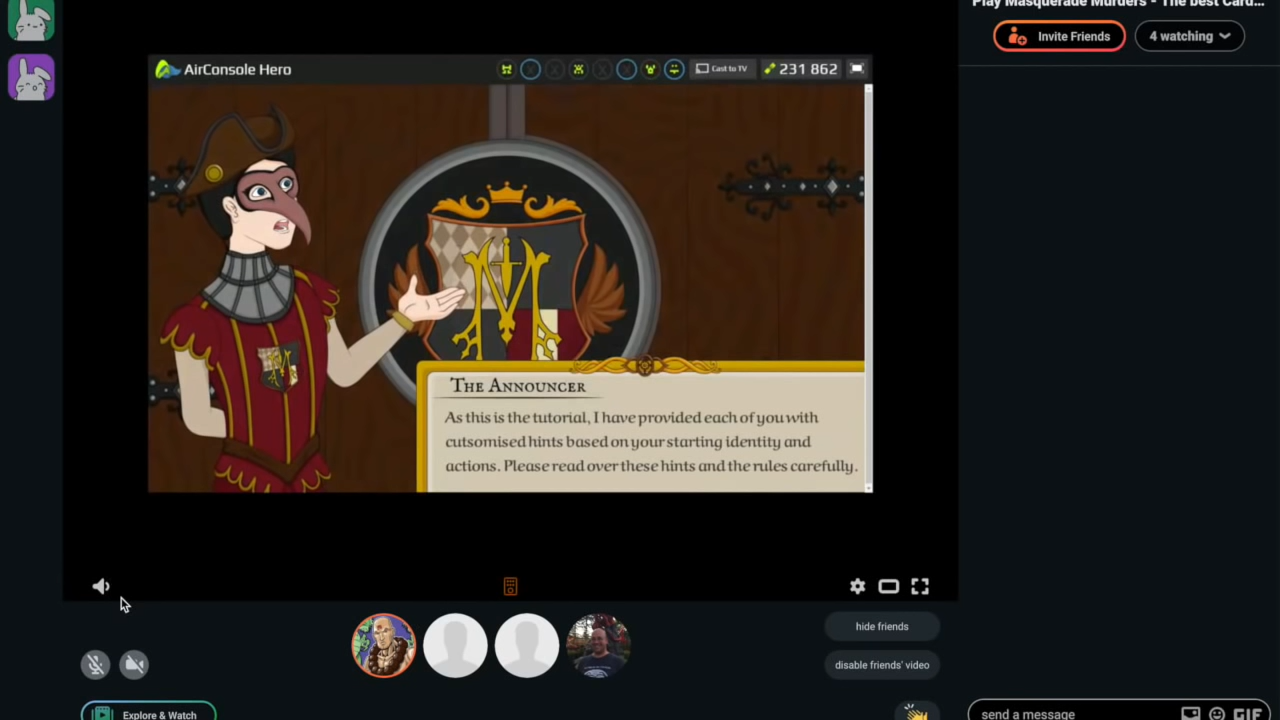 Play Masquerade Murders - The best Card...
Invite Friends
4 watching
AirConsole Hero
Cast to TV
231 862
M
M
The Announcer
As this is the tutorial, I have provided each of you with
cutsomised hints based on your starting identity and
actions. Please read over these hints and the rules carefully.
hide friends
disable friends' video
Explore & Watch
send a message
GIF